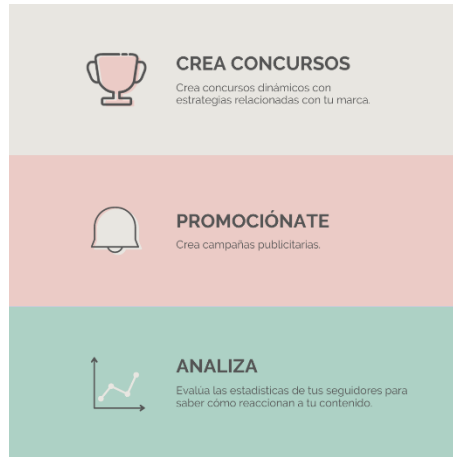 CREA CONCURSOS
Crea concursos dinámicos con
estrategias relacionadas con tu marca.
PROMOCIÓNATE
Crea campañas publicitarias.
ANALIZA
Evalúa las estadísticas de tus seguidores para
saber cómo reaccionan a tu contenido.